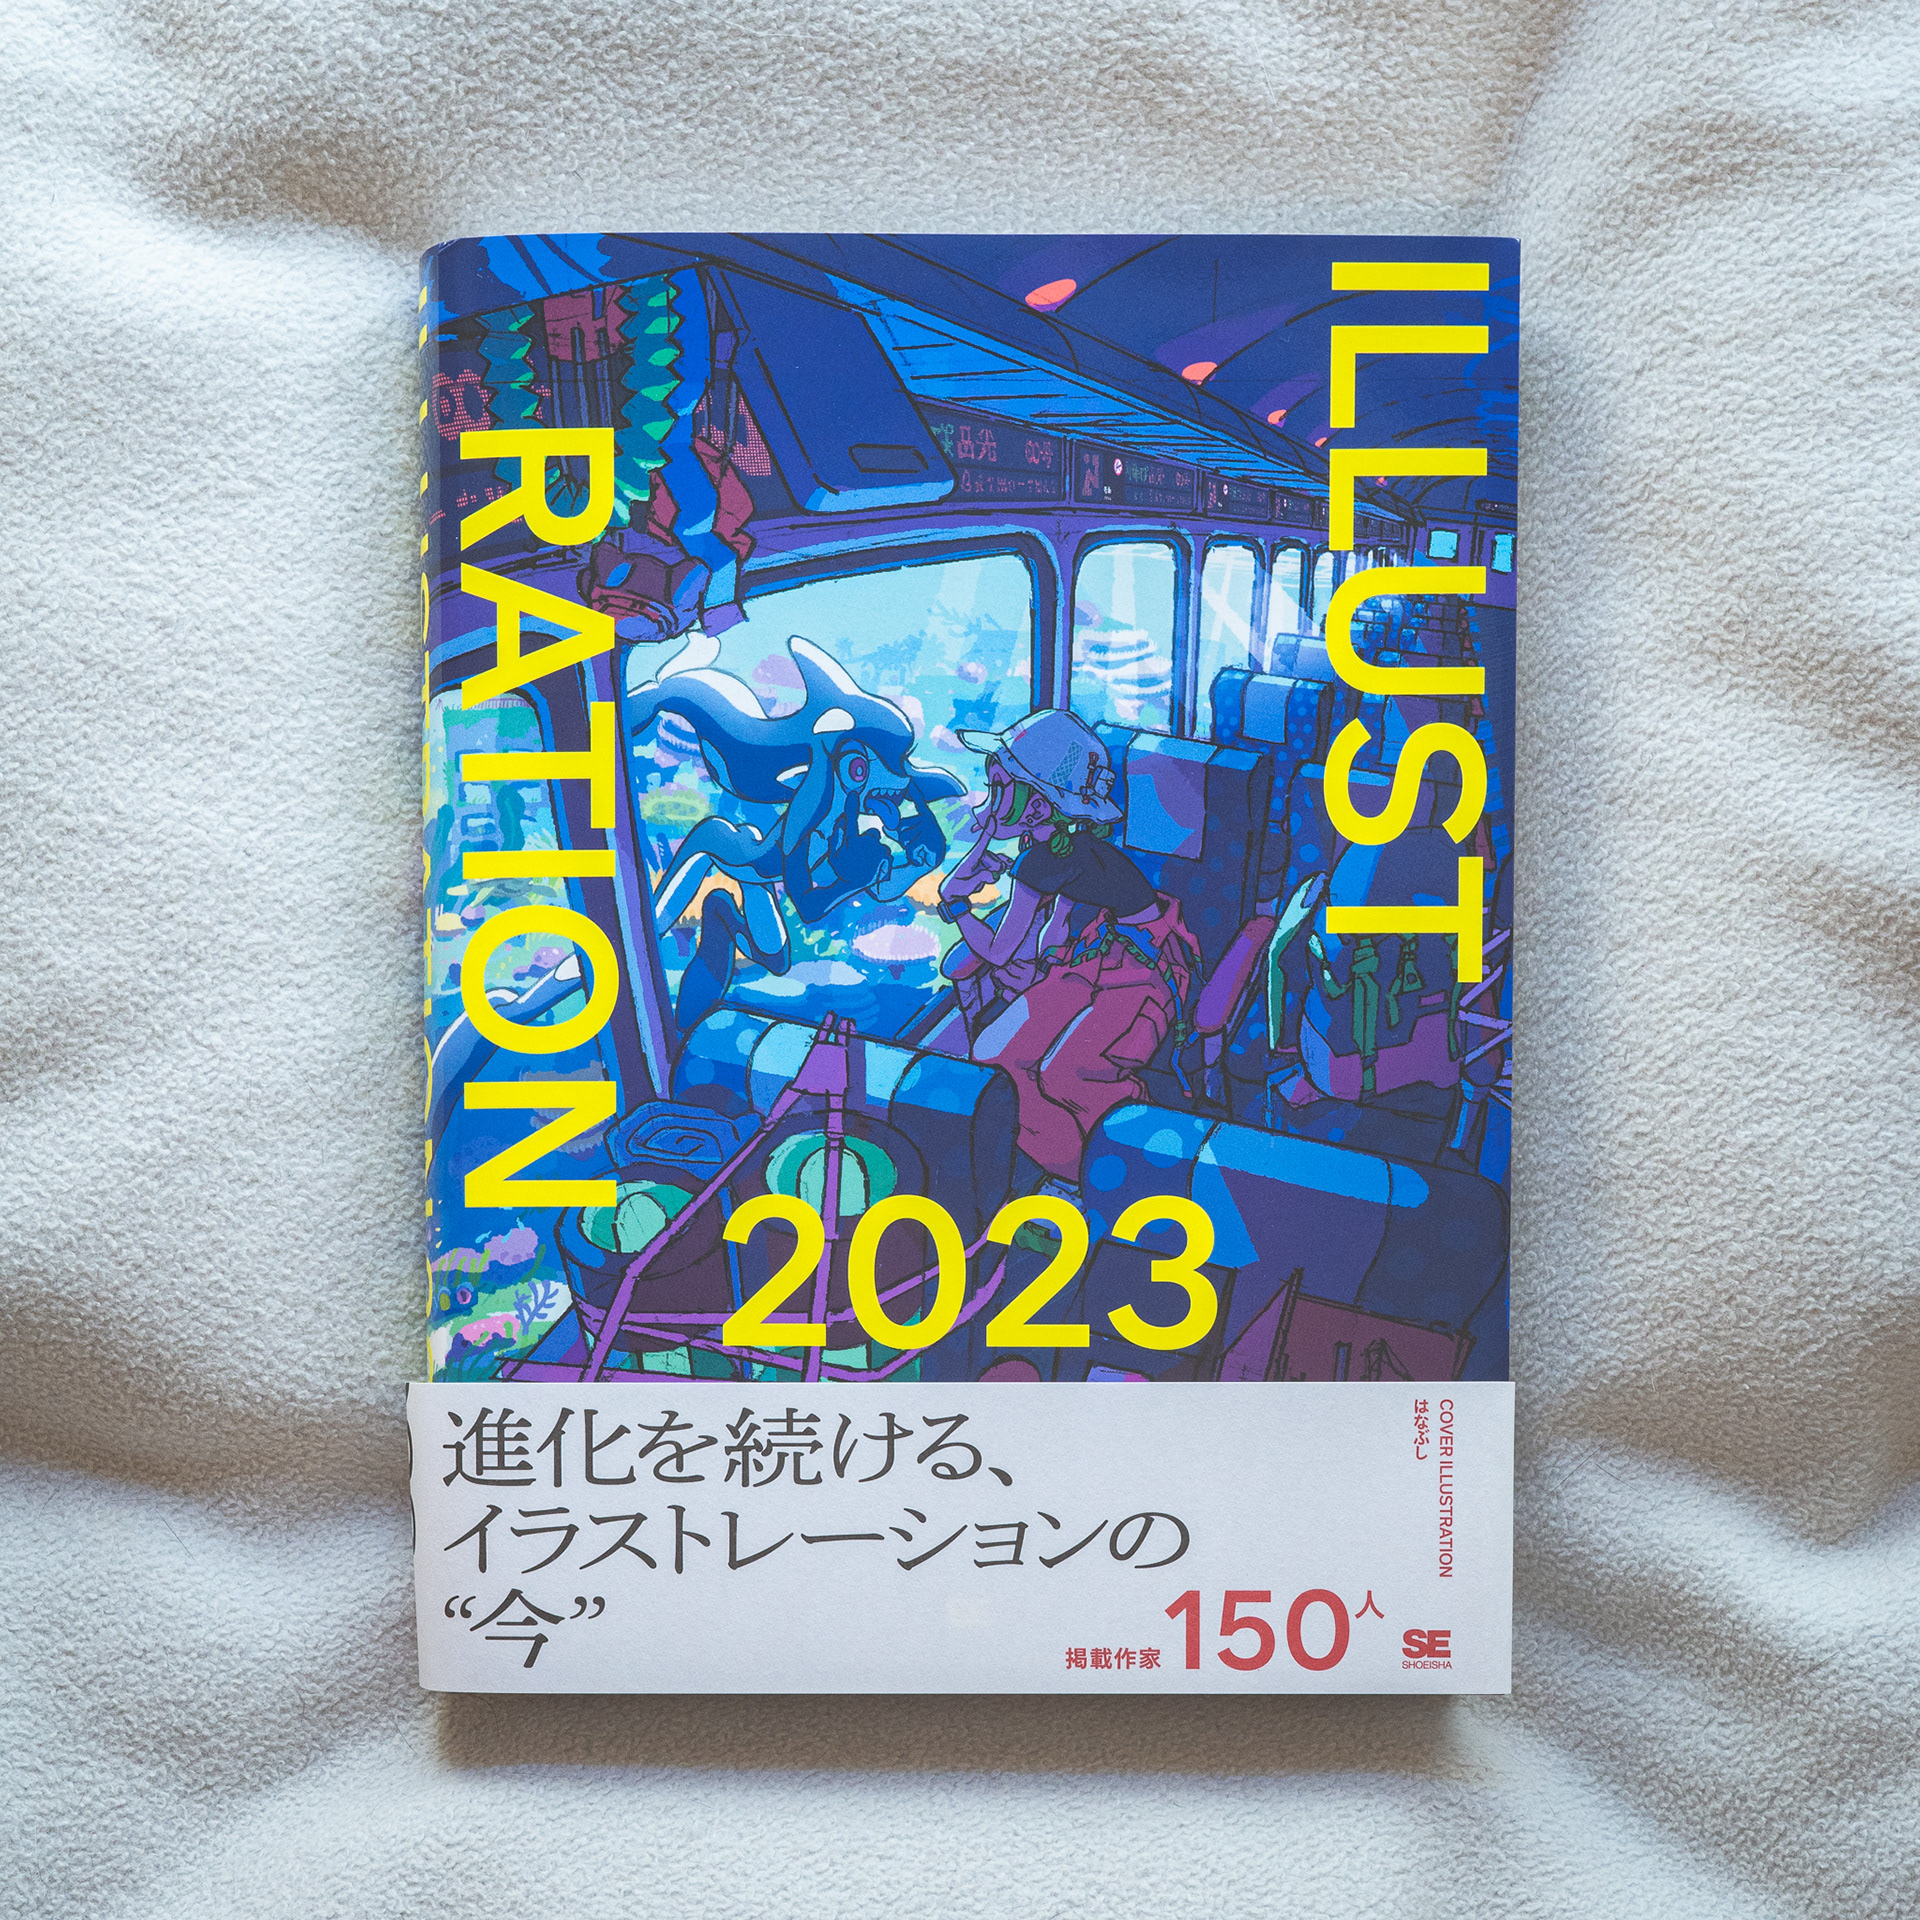 ILLUST
RATION
2023
進化を続ける、
イラストレーションの
“今”
COVER ILLUSTRATION
はなぶし
掲載作家150人
SE
SHOEISHA